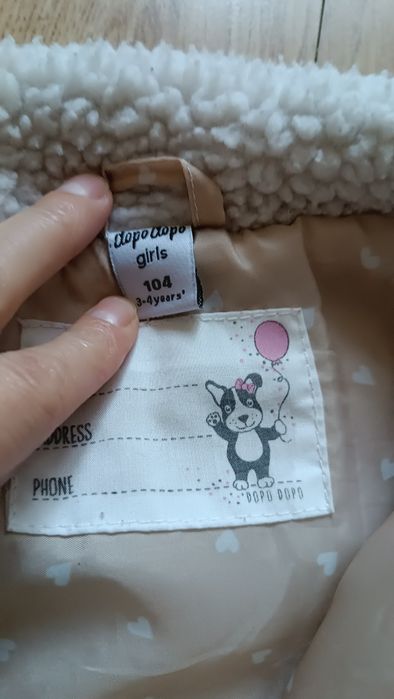 dopo dopo
girls
104
3-4years'
ADDRESS
PHONE
DOPO DOPO